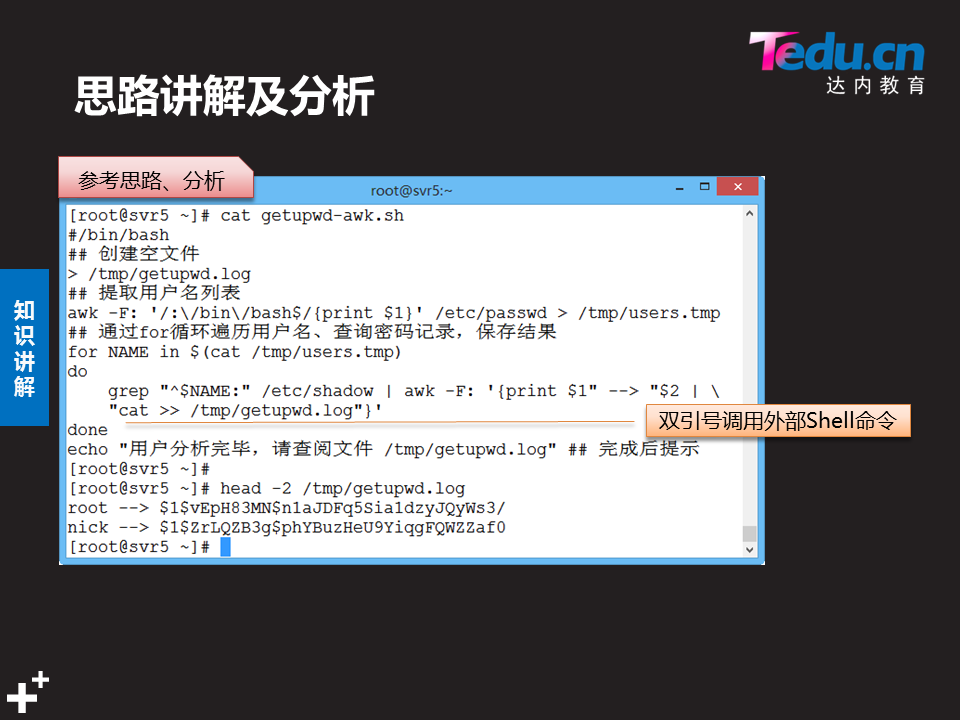 Tedu.cn
达内教育
思路讲解及分析
参考思路、分析
root@svr5:~
[root@svr5 ~]# cat getupwd-awk.sh
#/bin/bash
## 创建空文件
> /tmp/getupwd.log
## 提取用户名列表
awk -F: '/:\/bin\/bash$/{print $1}' /etc/passwd > /tmp/users.tmp
## 通过for循环遍历用户名、查询密码记录，保存结果
for NAME in $(cat /tmp/users.tmp)
do
    grep "^$NAME:" /etc/shadow | awk -F: '{print $1" --> "$2 | \
    "cat >> /tmp/getupwd.log"}'
done
echo "用户分析完毕，请查阅文件 /tmp/getupwd.log" ## 完成后提示
[root@svr5 ~]#
[root@svr5 ~]# head -2 /tmp/getupwd.log
root --> $1$vEpH83MN$n1aJDFq5Sia1dzyJQyWs3/
nick --> $1$ZrLQZB3g$phYBuzHeU9YiqgFQWZZaf0
[root@svr5 ~]#
双引号调用外部Shell命令
知识讲解